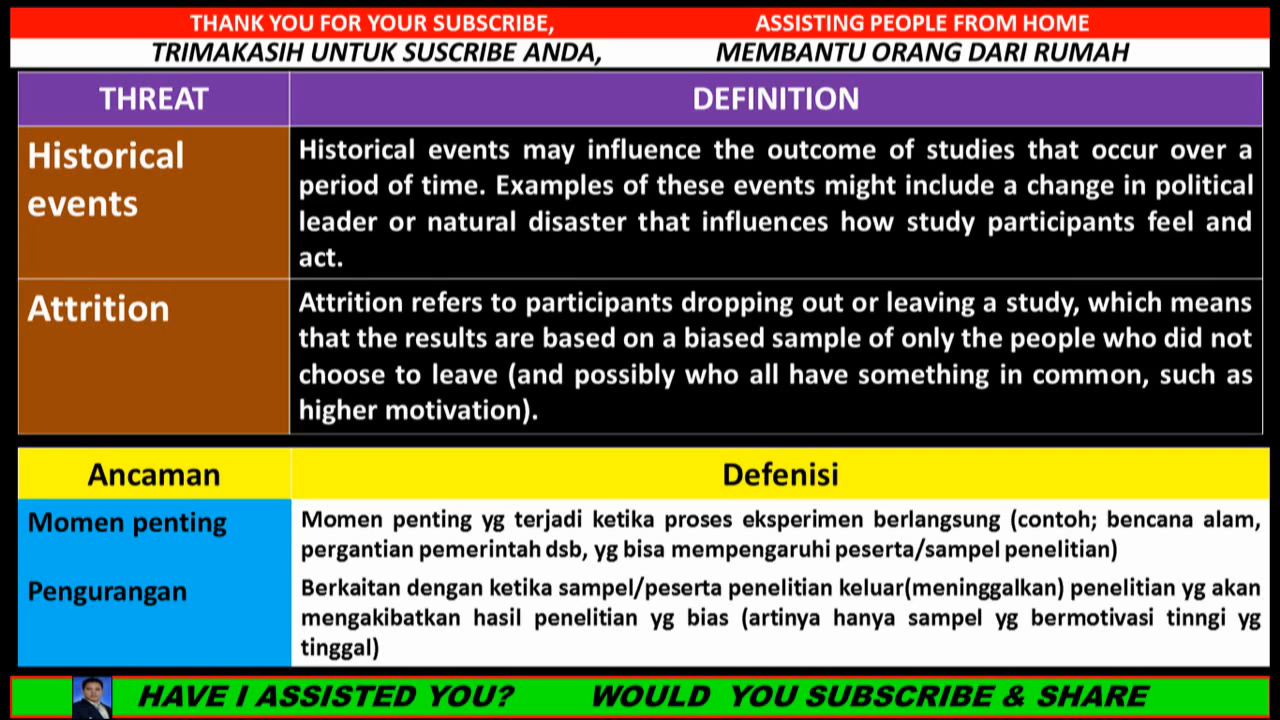 THANK YOU FOR YOUR SUBSCRIBE, ASSISTING PEOPLE FROM HOME
TRIMAKASIH UNTUK SUSCRIBE ANDA, MEMBANTU ORANG DARI RUMAH
THREAT DEFINITION
Historical
events
Historical events may influence the outcome of studies that occur over a
period of time. Examples of these events might include a change in political
leader or natural disaster that influences how study participants feel and
act.
Attrition
Attrition refers to participants dropping out or leaving a study, which means
that the results are based on a biased sample of only the people who did not
choose to leave (and possibly who all have something in common, such as
higher motivation).
Ancaman Defenisi
Momen penting
Momen penting yg terjadi ketika proses eksperimen berlangsung (contoh; bencana alam,
pergantian pemerintah dsb, yg bisa mempengaruhi peserta/sampel penelitian)
Pengurangan
Berkaitan dengan ketika sampel/peserta penelitian keluar(meninggalkan) penelitian yg akan
mengakibatkan hasil penelitian yg bias (artinya hanya sampel yg bermotivasi tinngi yg
tinggal)
HAVE I ASSISTED YOU? WOULD YOU SUBSCRIBE & SHARE